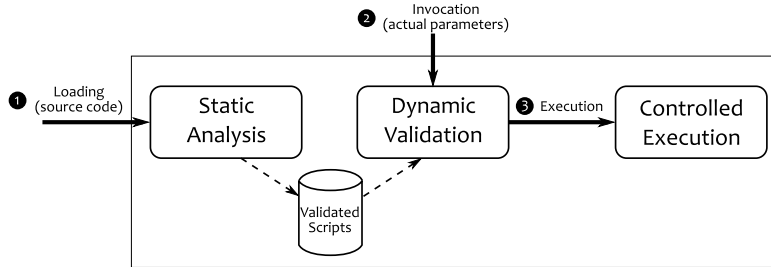 2 Invocation
(actual parameters)
1 Loading
(source code)
Static
Analysis
Dynamic
Validation
3 Execution
Controlled
Execution
Validated
Scripts